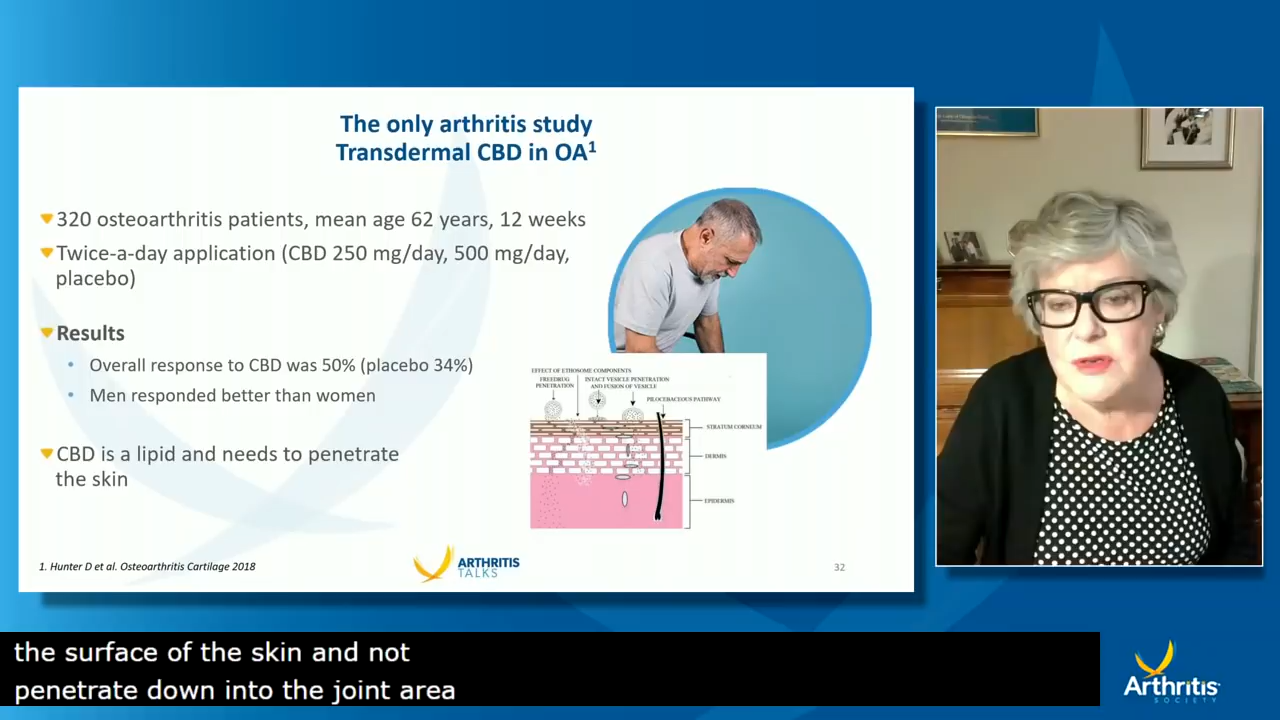 The only arthritis study
Transdermal CBD in OA1
320 osteoarthritis patients, mean age 62 years, 12 weeks
Twice-a-day application (CBD 250 mg/day, 500 mg/day,
placebo)
Results
• Overall response to CBD was 50% (placebo 34%)
• Men responded better than women
CBD is a lipid and needs to penetrate
the skin
EFFECT OF ETHOSOME COMPONENTS
FREEDRUG
PENETRATION
INTACT VESICLE PENETRATION
AND FUSION OF VESICLE
PILOCEBACEOUS PATHWAY
STRATUM CORNEUM
DERMIS
EPIDERMIS
1. Hunter D et al. Osteoarthritis Cartilage 2018
ARTHRITIS
TALKS
32
the surface of the skin and not
penetrate down into the joint area
Arthritis
SOCIETY